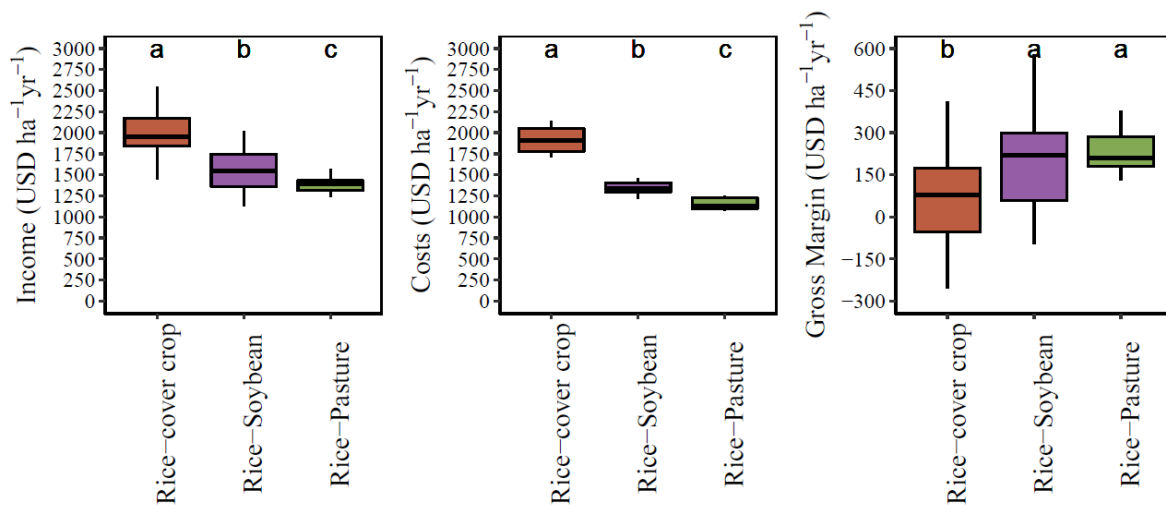 Income (USD ha⁻¹yr⁻¹)
3000
2750
2500
2250
2000
1750
1500
1250
1000
750
500
250
0
a b c
Rice−cover crop
Rice−Soybean
Rice−Pasture
Costs (USD ha⁻¹yr⁻¹)
3000
2750
2500
2250
2000
1750
1500
1250
1000
750
500
250
0
a b c
Rice−cover crop
Rice−Soybean
Rice−Pasture
Gross Margin (USD ha⁻¹yr⁻¹)
600
450
300
150
0
−150
−300
b a a
Rice−cover crop
Rice−Soybean
Rice−Pasture